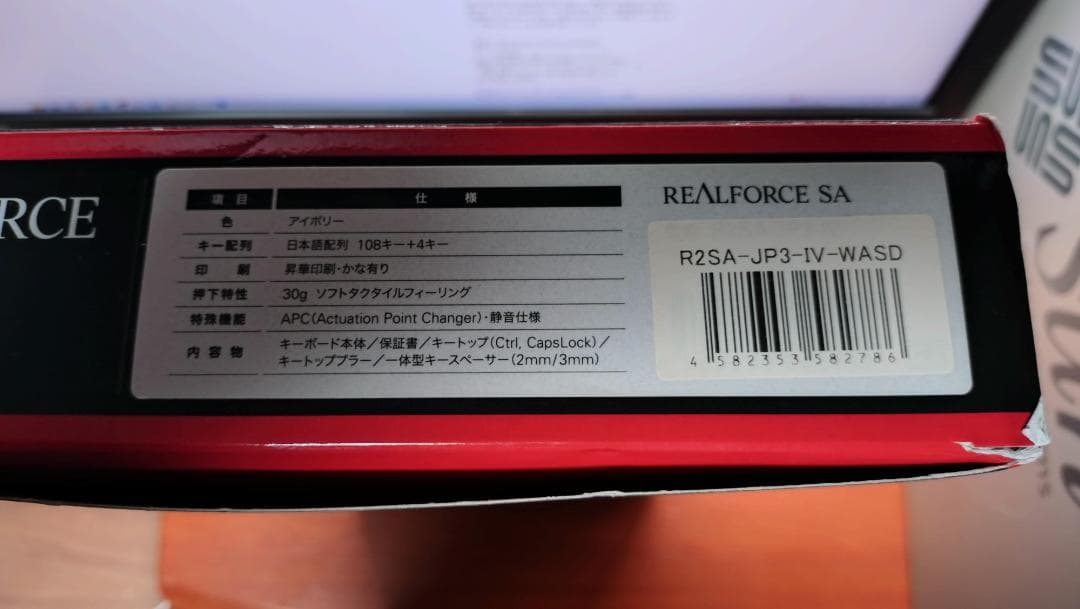 RCE
項目 仕様
色 アイボリー
キー配列 日本語配列 108キー+4キー
印刷 昇華印刷・かな有り
押下特性 30g ソフトタクタイルフィーリング
特殊機能 APC(Actuation Point Changer)・静音仕様
内容物 キーボード本体／保証書／キートップ(Ctrl, CapsLock)／
キートッププラー／一体型キースペーサー(2mm/3mm)
REALFORCE SA
R2SA-JP3-IV-WASD
4582353582786